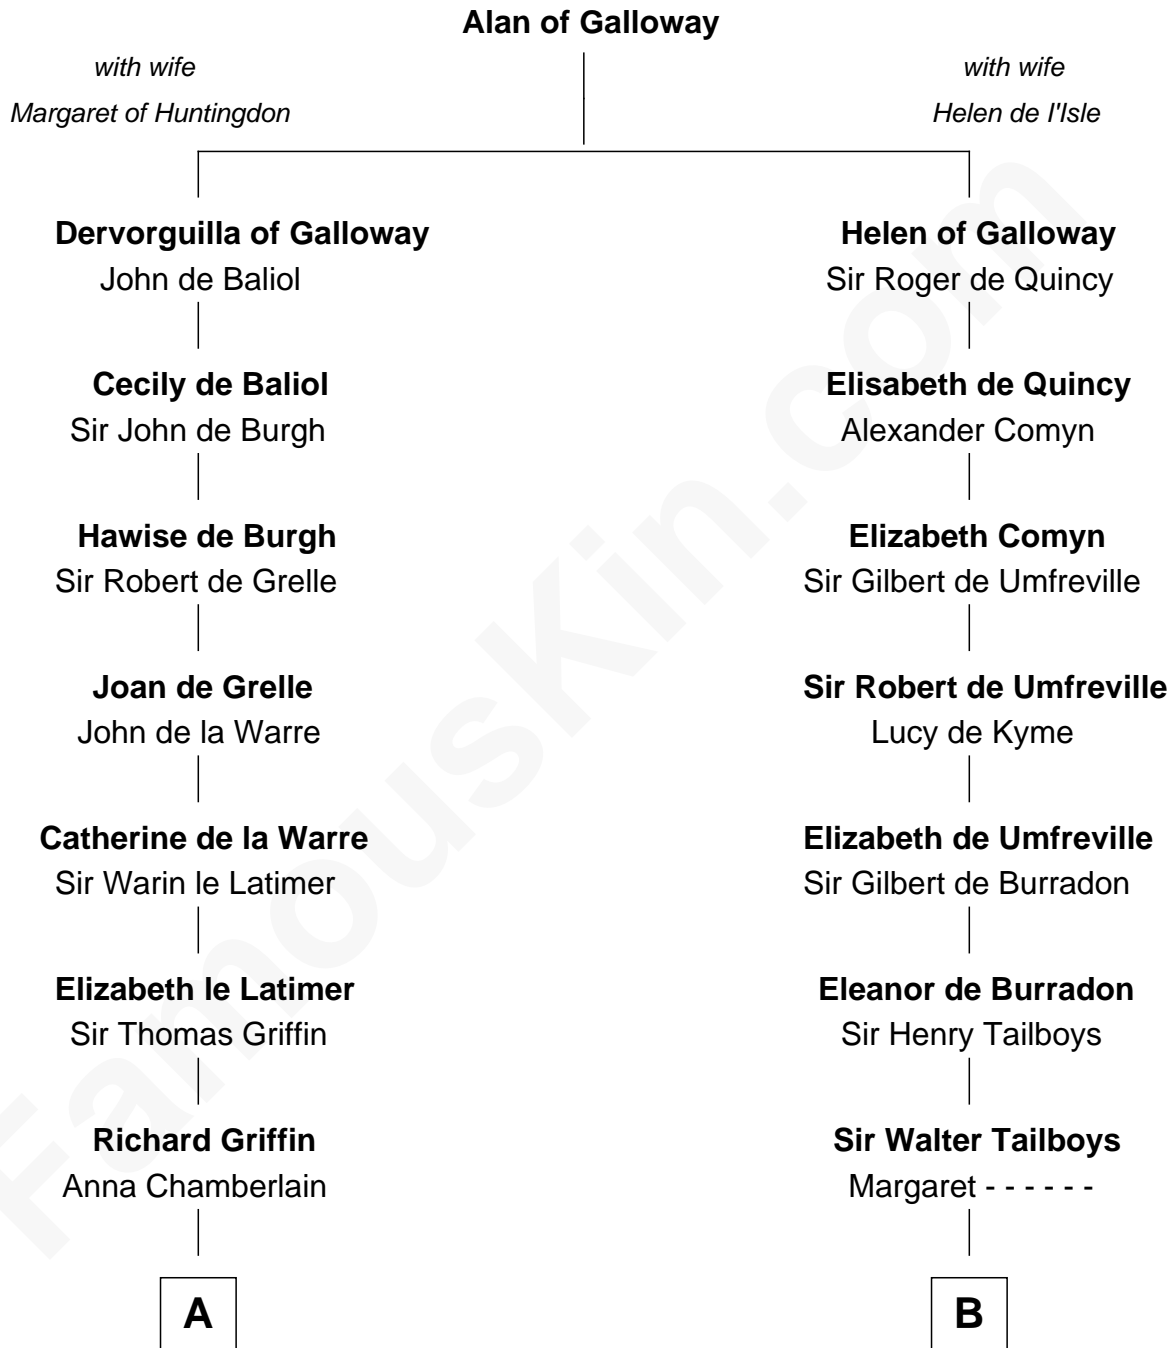 Alan of Galloway
with wife
Margaret of Huntingdon
with wife
Helen de I'Isle
Dervorguilla of Galloway
John de Baliol
Cecily de Baliol
Sir John de Burgh
Hawise de Burgh
Sir Robert de Grelle
Joan de Grelle
John de la Warre
Catherine de la Warre
Sir Warin le Latimer
Elizabeth le Latimer
Sir Thomas Griffin
Richard Griffin
Anna Chamberlain
A
Helen of Galloway
Sir Roger de Quincy
Elisabeth de Quincy
Alexander Comyn
Elizabeth Comyn
Sir Gilbert de Umfreville
Sir Robert de Umfreville
Lucy de Kyme
Elizabeth de Umfreville
Sir Gilbert de Burradon
Eleanor de Burradon
Sir Henry Tailboys
Sir Walter Tailboys
Margaret - - - - - -
B
FamousKin.com